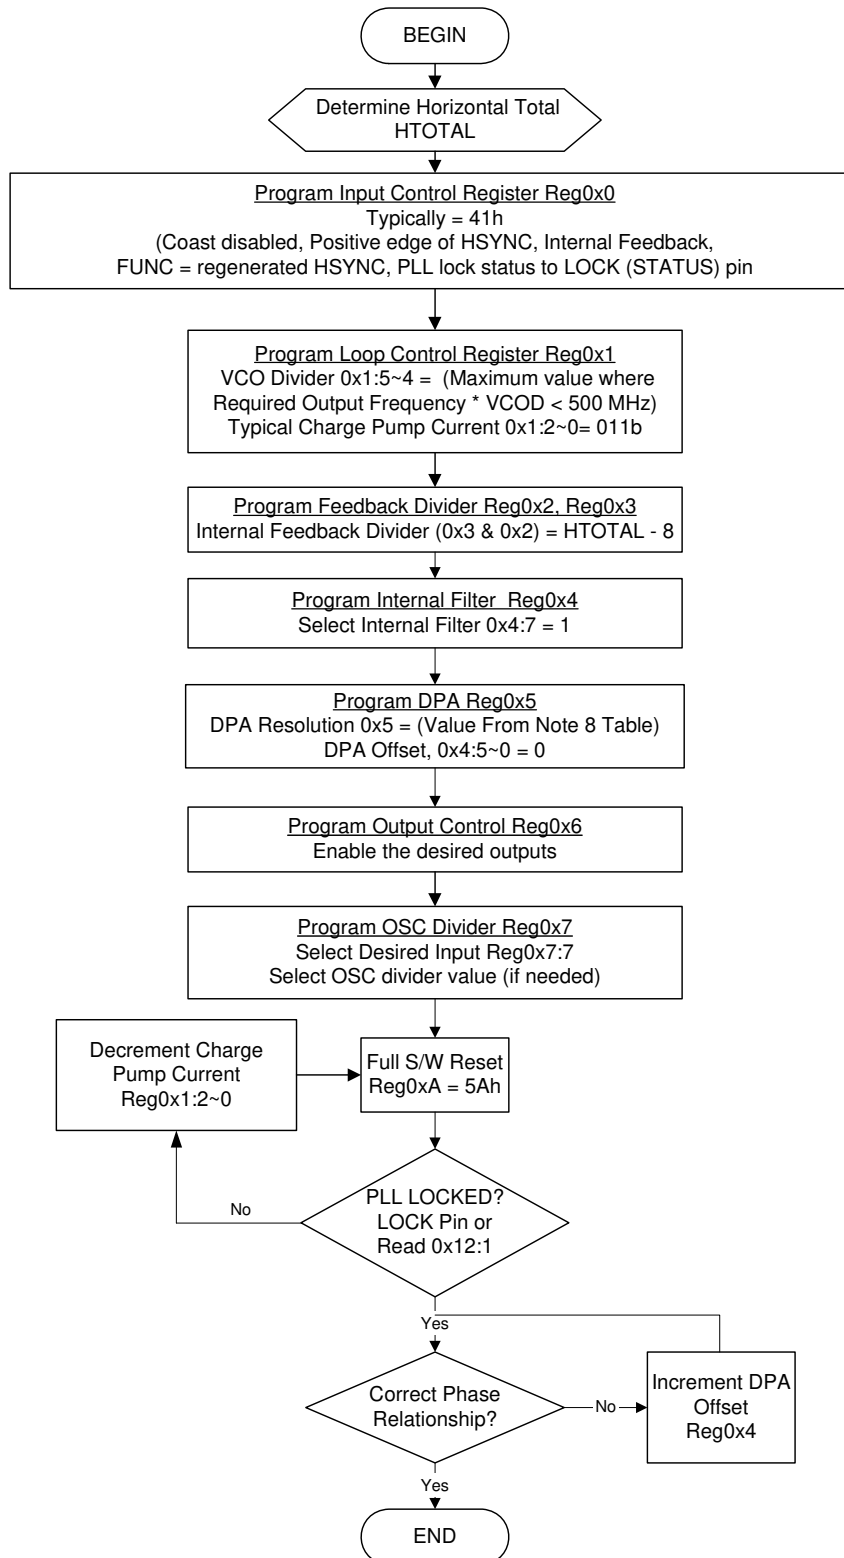 BEGIN
Determine Horizontal Total
HTOTAL
Program Input Control Register Reg0x0
Typically = 41h
(Coast disabled, Positive edge of HSYNC, Internal Feedback,
FUNC = regenerated HSYNC, PLL lock status to LOCK (STATUS) pin
Program Loop Control Register Reg0x1
VCO Divider 0x1:5~4 = (Maximum value where
Required Output Frequency * VCOD < 500 MHz)
Typical Charge Pump Current 0x1:2~0= 011b
Program Feedback Divider Reg0x2, Reg0x3
Internal Feedback Divider (0x3 & 0x2) = HTOTAL - 8
Program Internal Filter Reg0x4
Select Internal Filter 0x4:7 = 1
Program DPA Reg0x5
DPA Resolution 0x5 = (Value From Note 8 Table)
DPA Offset, 0x4:5~0 = 0
Program Output Control Reg0x6
Enable the desired outputs
Program OSC Divider Reg0x7
Select Desired Input Reg0x7:7
Select OSC divider value (if needed)
Decrement Charge
Pump Current
Reg0x1:2~0
Full S/W Reset
Reg0xA = 5Ah
No
PLL LOCKED?
LOCK Pin or
Read 0x12:1
Yes
Correct Phase
Relationship?
No
Increment DPA
Offset
Reg0x4
Yes
END